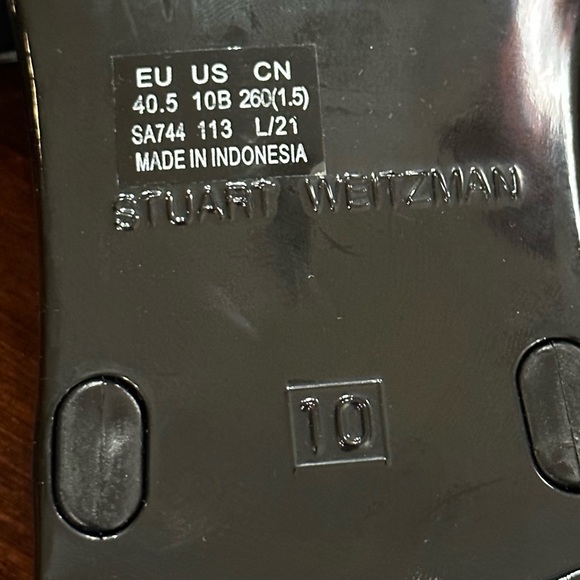 EU US CN
40.5 10B 260(1.5)
SA744 113 L/21
MADE IN INDONESIA
STUART WEITZMAN
10